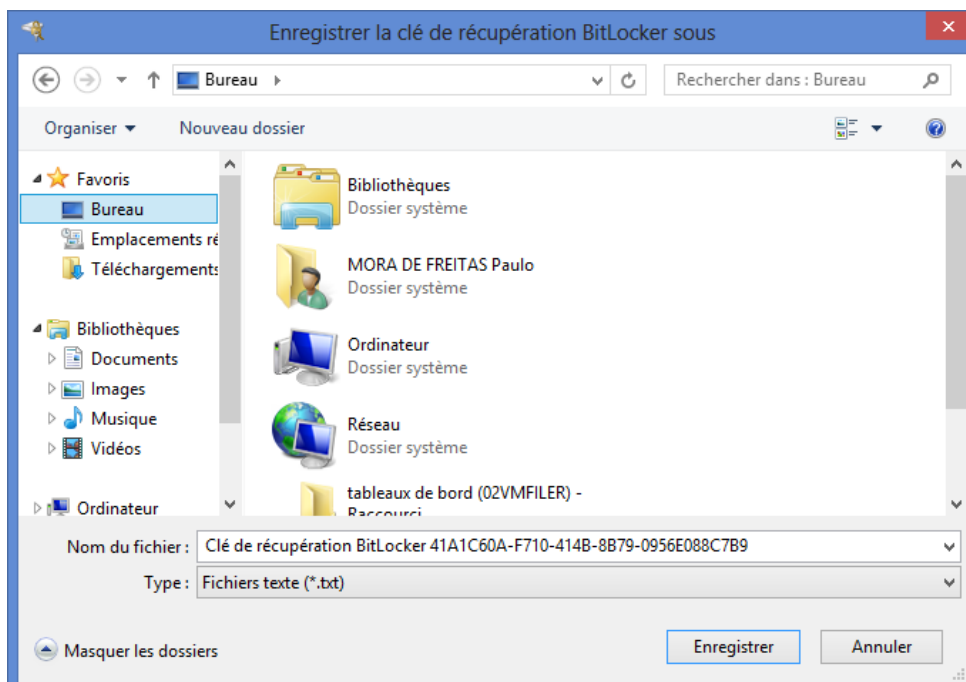 Enregistrer la clé de récupération BitLocker sous
Bureau
Rechercher dans : Bureau
Organiser
Nouveau dossier
Favoris
Bureau
Emplacements ré
Téléchargements
Bibliothèques
Documents
Images
Musique
Vidéos
Ordinateur
Bibliothèques
Dossier système
MORA DE FREITAS Paulo
Dossier système
Ordinateur
Dossier système
Réseau
Dossier système
tableaux de bord (02VMFILER) -
Raccourci
Nom du fichier : Clé de récupération BitLocker 41A1C60A-F710-414B-8B79-0956E088C7B9
Type : Fichiers texte (*.txt)
Masquer les dossiers
Enregistrer
Annuler